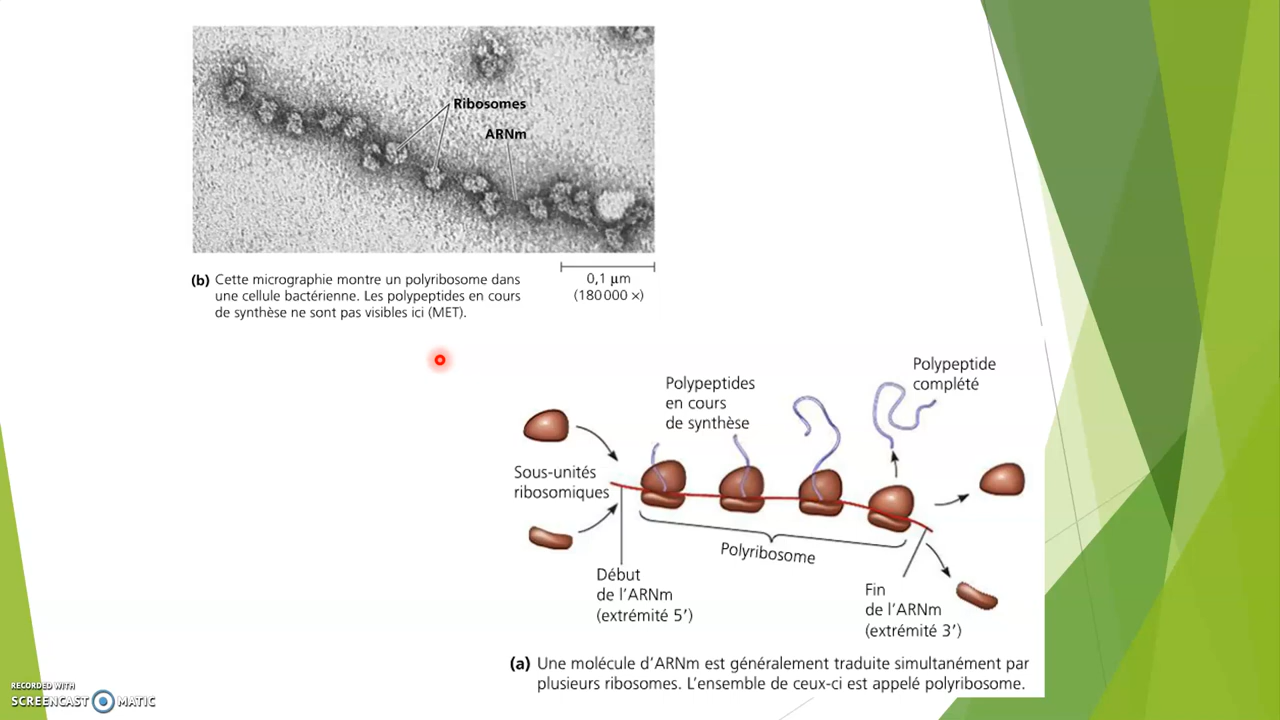 Ribosomes
ARNm
(b) Cette micrographie montre un polyribosome dans
une cellule bactérienne. Les polypeptides en cours
de synthèse ne sont pas visibles ici (MET).
0,1 µm
(180 000 ×)
Polypeptide
complété
Polypeptides
en cours
de synthèse
Sous-unités
ribosomiques
Polyribosome
Début
de l’ARNm
(extrémité 5’)
Fin
de l’ARNm
(extrémité 3’)
(a) Une molécule d’ARNm est généralement traduite simultanément par
plusieurs ribosomes. L’ensemble de ceux-ci est appelé polyribosome.
RECORDED WITH
SCREENCAST MATIC